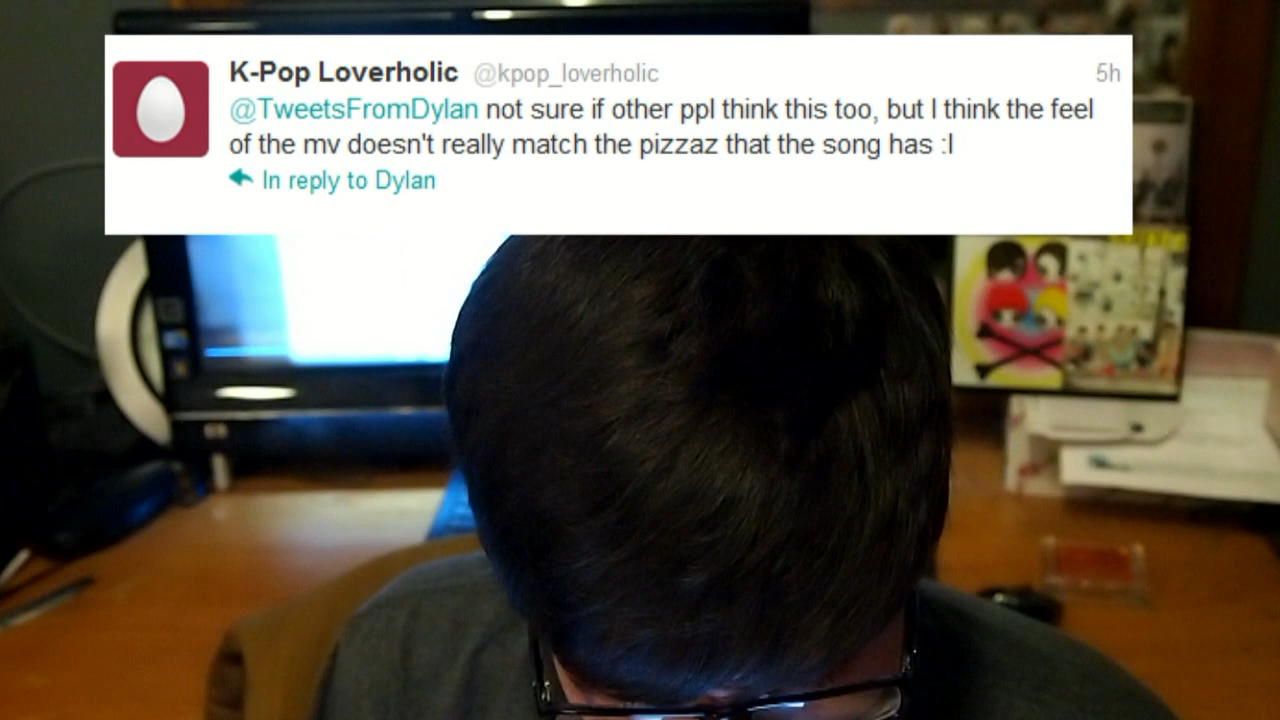 K-Pop Loverholic @kpop_loverholic 5h
@TweetsFromDylan not sure if other ppl think this too, but I think the feel
of the mv doesn't really match the pizzaz that the song has :l
In reply to Dylan